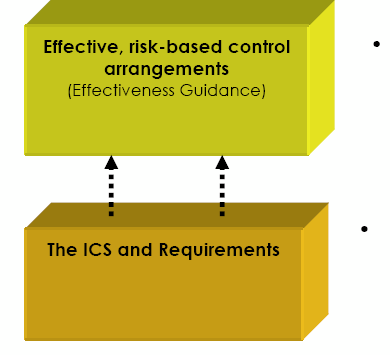 Effective, risk-based control
arrangements
(Effectiveness Guidance)
The ICS and Requirements